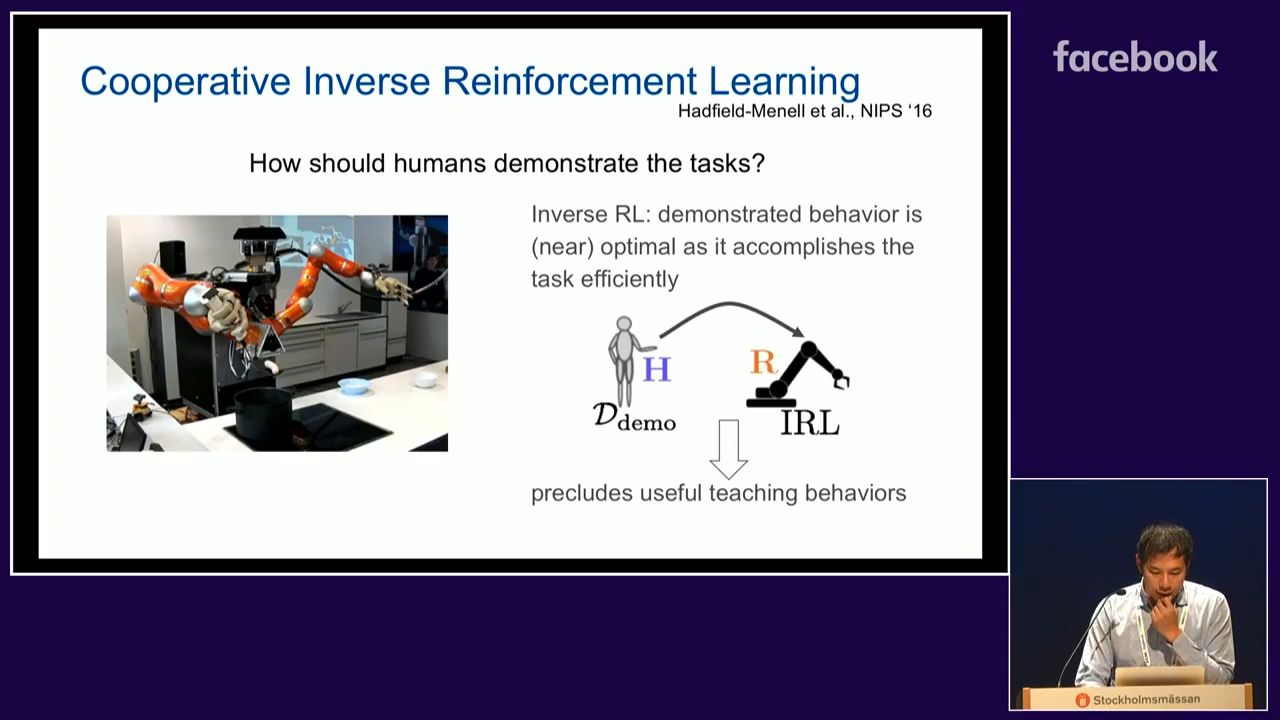 Cooperative Inverse Reinforcement Learning
Hadfield-Menell et al., NIPS ‘16
How should humans demonstrate the tasks?
Inverse RL: demonstrated behavior is
(near) optimal as it accomplishes the
task efficiently
H
R
𝒟demo
IRL
precludes useful teaching behaviors
facebook
Stockholmsmässan